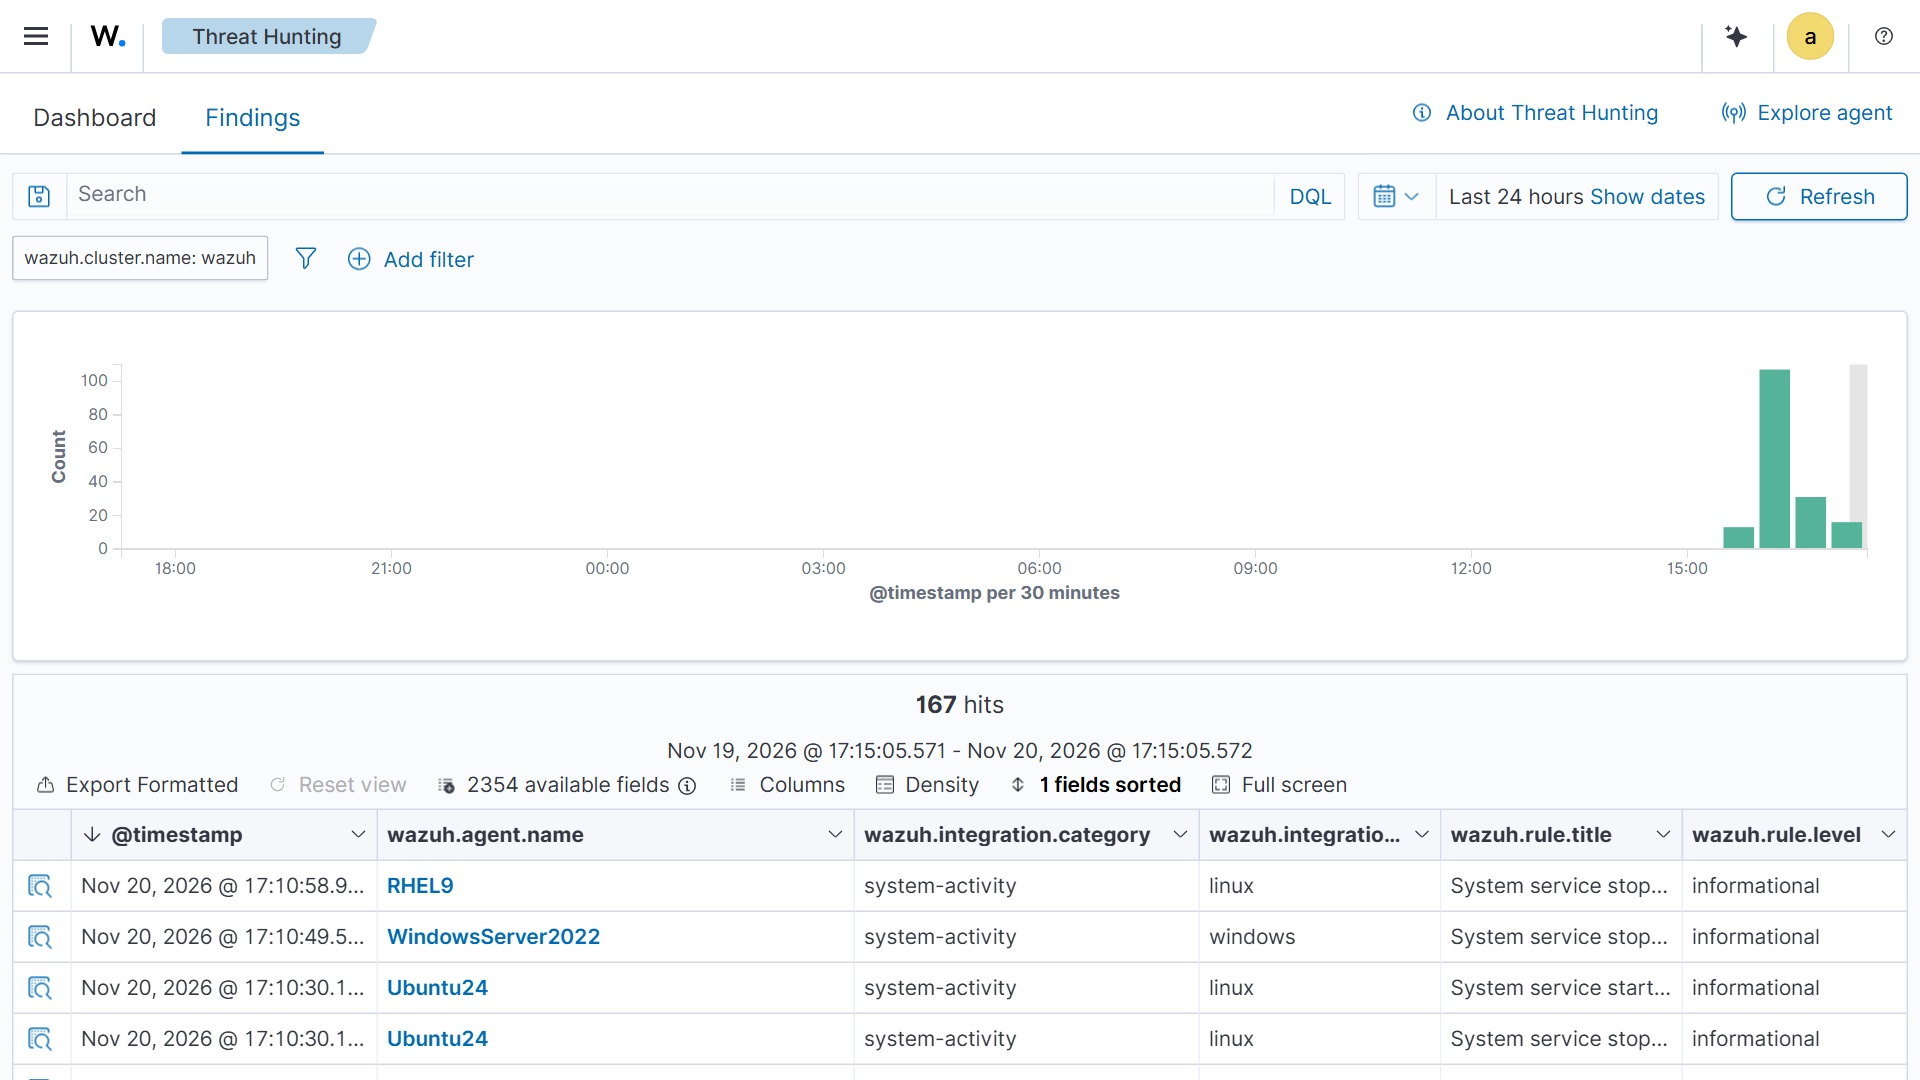 W. Threat Hunting a
Dashboard Findings About Threat Hunting Explore agent
Search DQL Last 24 hours Show dates Refresh
wazuh.cluster.name: wazuh Add filter
100
80
60
40
20
0
Count
18:00 21:00 00:00 03:00 06:00 09:00 12:00 15:00
@timestamp per 30 minutes
167 hits
Nov 19, 2026 @ 17:15:05.571 - Nov 20, 2026 @ 17:15:05.572
Export Formatted Reset view 2354 available fields Columns Density 1 fields sorted Full screen
@timestamp wazuh.agent.name wazuh.integration.category wazuh.integratio... wazuh.rule.title wazuh.rule.level
Nov 20, 2026 @ 17:10:58.9... RHEL9 system-activity linux System service stop... informational
Nov 20, 2026 @ 17:10:49.5... WindowsServer2022 system-activity windows System service stop... informational
Nov 20, 2026 @ 17:10:30.1... Ubuntu24 system-activity linux System service start... informational
Nov 20, 2026 @ 17:10:30.1... Ubuntu24 system-activity linux System service stop... informational